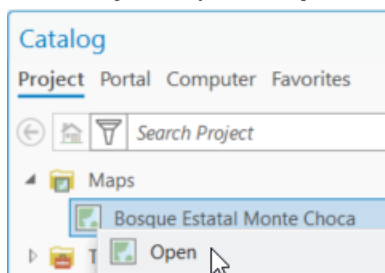 Catalog
Project Portal Computer Favorites
Search Project
Maps
Bosque Estatal Monte Choca
T
Open